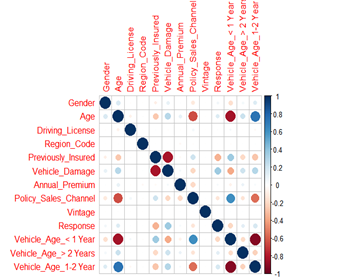 Gender
Age
Driving_License
Region_Code
Previously_Insured
Vehicle_Damage
Annual_Premium
Policy_Sales_Channel
Vintage
Response
Vehicle_Age_< 1 Year
Vehicle_Age_> 2 Years
Vehicle_Age_1-2 Year
Gender
Age
Driving_License
Region_Code
Previously_Insured
Vehicle_Damage
Annual_Premium
Policy_Sales_Channel
Vintage
Response
Vehicle_Age_< 1 Year
Vehicle_Age_> 2 Years
Vehicle_Age_1-2 Year
1
0.8
0.6
0.4
0.2
0
-0.2
-0.4
-0.6
-0.8
-1